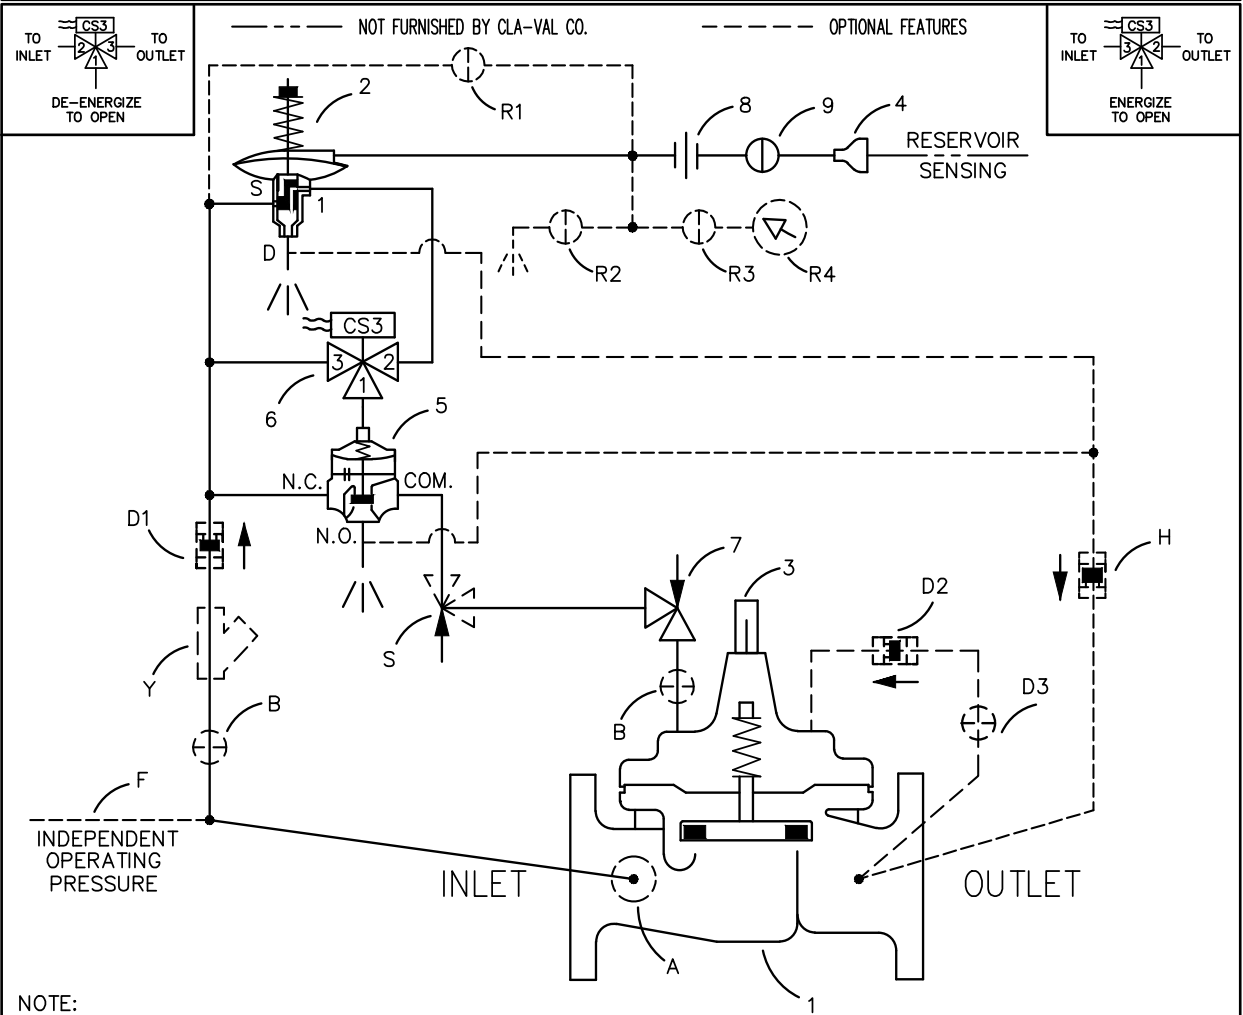 CS3
TO
INLET
2
3
1
TO
OUTLET
DE-ENERGIZE
TO OPEN
NOT FURNISHED BY CLA-VAL CO.
OPTIONAL FEATURES
CS3
TO
INLET
3
2
TO
OUTLET
ENERGIZE
TO OPEN
R1
2
8
9
4
RESERVOIR
SENSING
S
1
D
R2
R3
R4
CS3
3
2
1
6
5
N.C.
COM.
N.O.
D1
H
7
3
D2
S
Y
B
B
D3
F
INDEPENDENT
OPERATING
PRESSURE
INLET
OUTLET
A
1
NOTE: